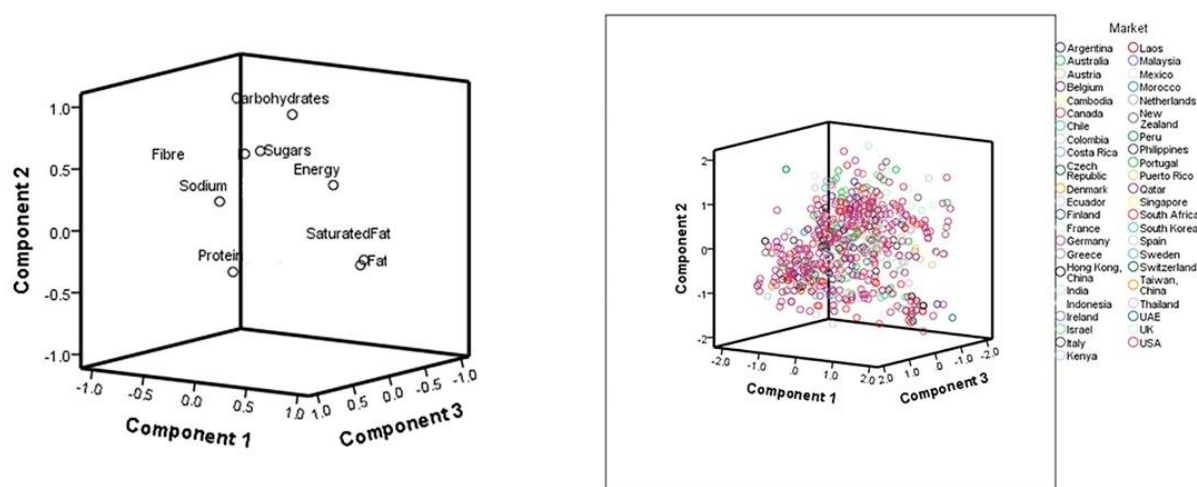 Carbohydrates
1.0
Fibre
Sugars
0.5
Energy
Sodium
Component 2
0.0
SaturatedFat
Protein
Fat
-0.5
-1.0
-1.0
-0.5
0.0
0.5
1.0
1.0
0.5
0.0
-0.5
-1.0
Component 1
Component 3
2
1
Component 2
0
-1
-2
-2.0
-1.0
.0
1.0
2.0
2.0
1.0
.0
-1.0
-2.0
Component 1
Component 3
Market
Argentina
Australia
Austria
Belgium
Cambodia
Canada
Chile
Colombia
Costa Rica
Czech
Republic
Denmark
Ecuador
Finland
France
Germany
Greece
Hong Kong,
China
India
Indonesia
Ireland
Israel
Italy
Kenya
Laos
Malaysia
Mexico
Morocco
Netherlands
New
Zealand
Peru
Philippines
Portugal
Puerto Rico
Qatar
Singapore
South Africa
South Korea
Spain
Sweden
Switzerland
Taiwan,
China
Thailand
UAE
UK
USA